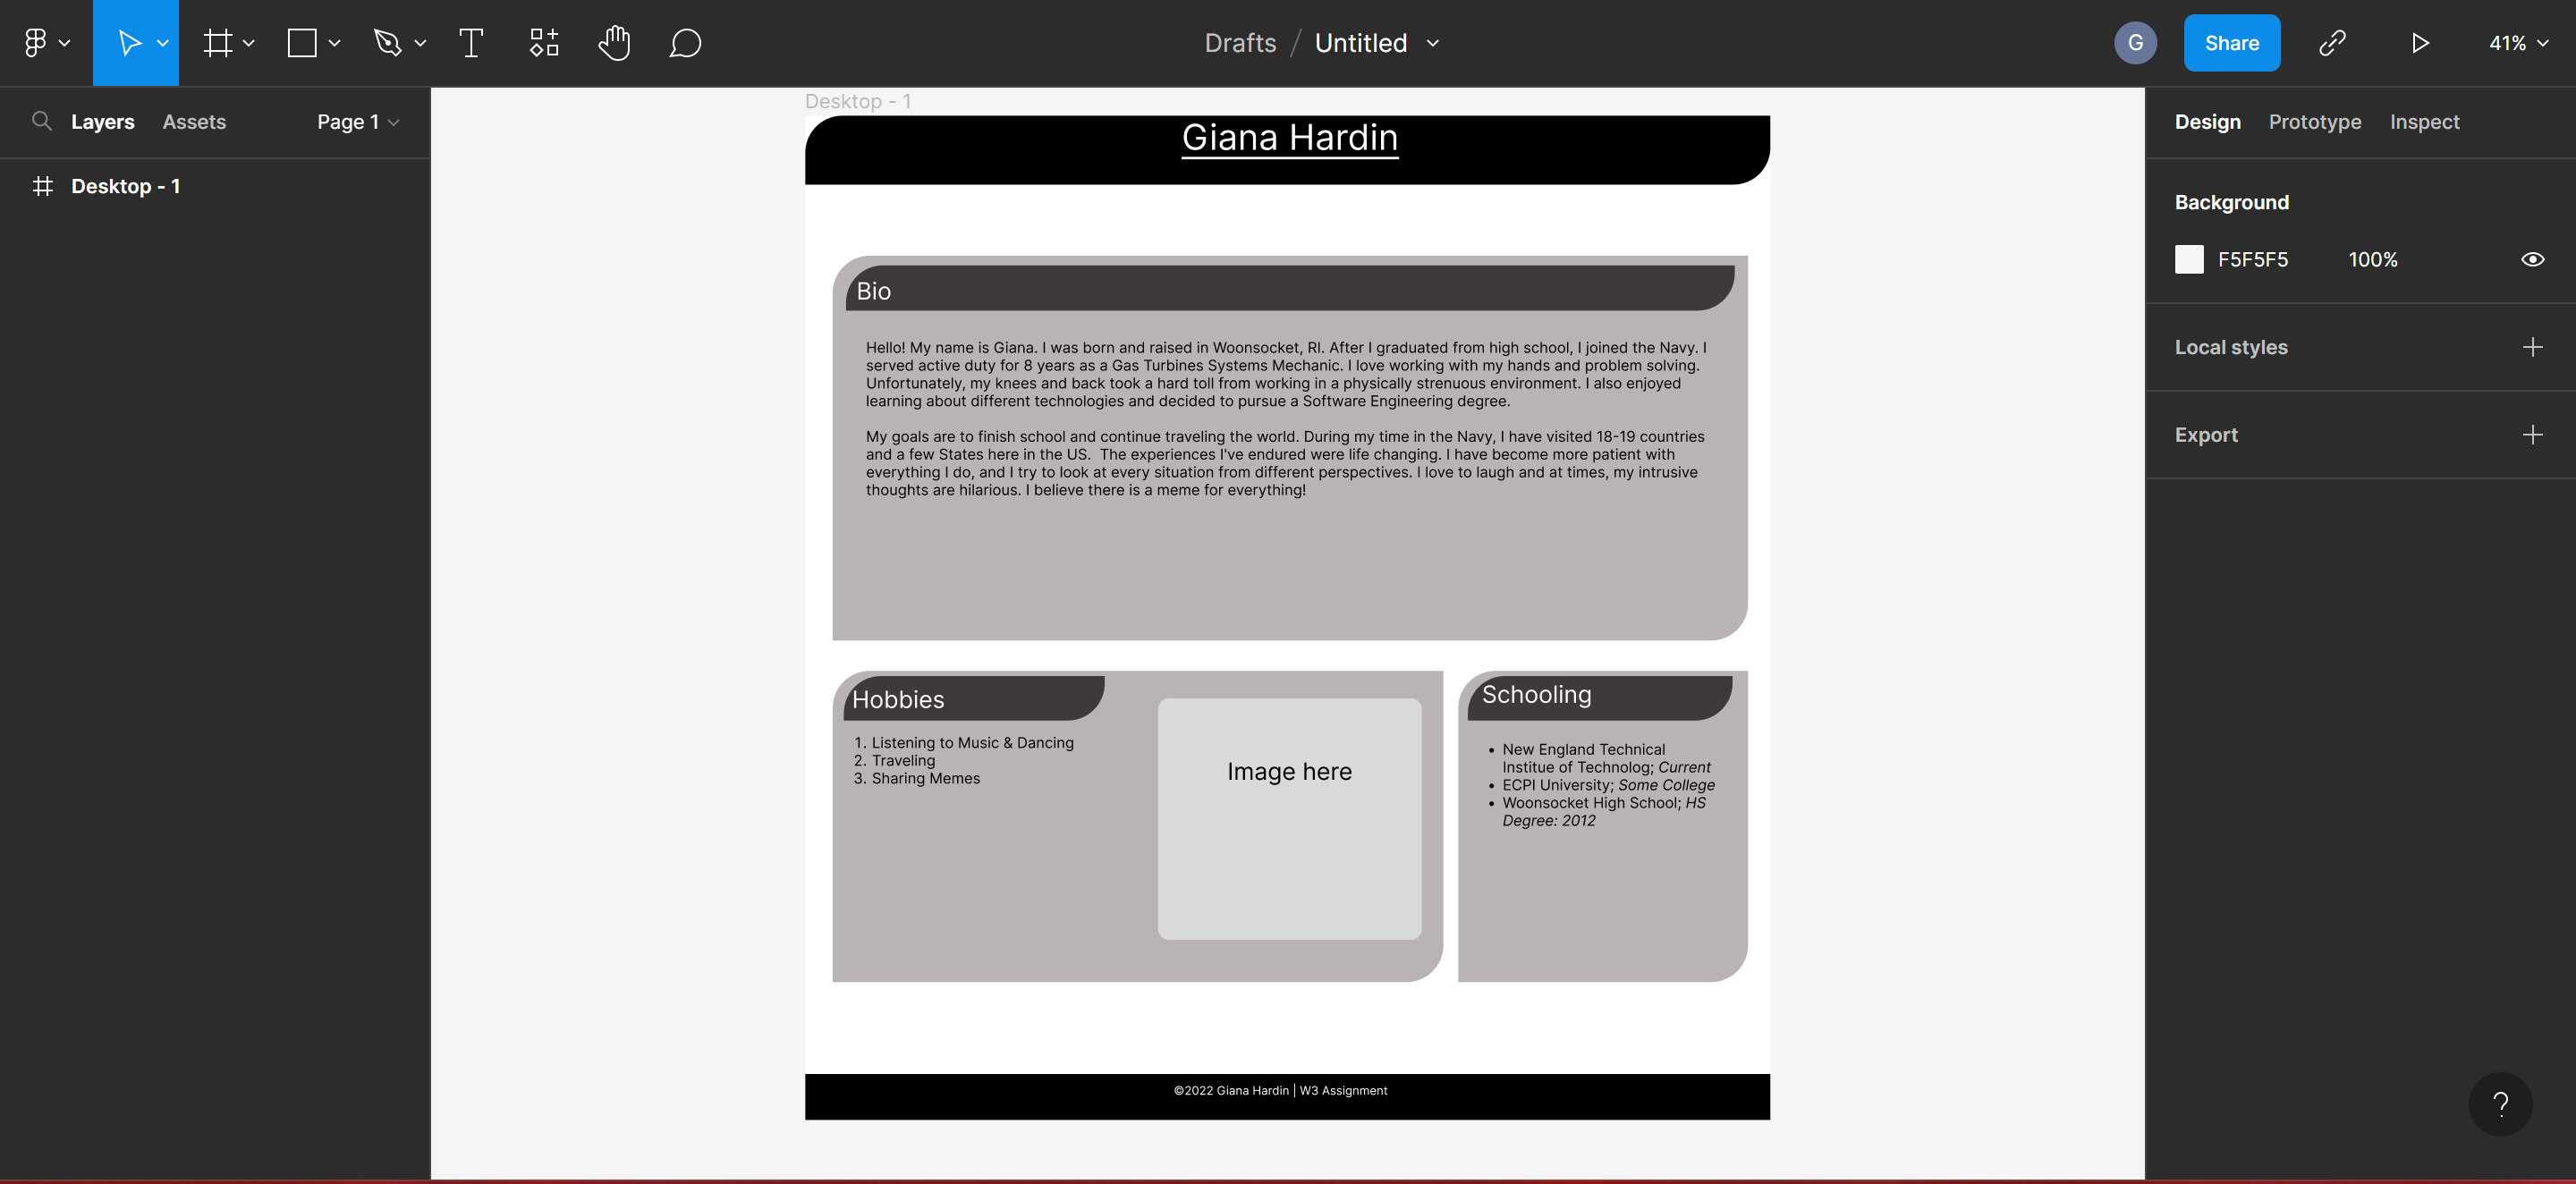 Drafts / Untitled
G
Share
41%
Layers
Assets
Page 1
Desktop - 1
Desktop - 1
Giana Hardin
Bio
Hello! My name is Giana. I was born and raised in Woonsocket, RI. After I graduated from high school, I joined the Navy. I
served active duty for 8 years as a Gas Turbines Systems Mechanic. I love working with my hands and problem solving.
Unfortunately, my knees and back took a hard toll from working in a physically strenuous environment. I also enjoyed
learning about different technologies and decided to pursue a Software Engineering degree.
My goals are to finish school and continue traveling the world. During my time in the Navy, I have visited 18-19 countries
and a few States here in the US.  The experiences I've endured were life changing. I have become more patient with
everything I do, and I try to look at every situation from different perspectives. I love to laugh and at times, my intrusive
thoughts are hilarious. I believe there is a meme for everything!
Hobbies
1. Listening to Music & Dancing
2. Traveling
3. Sharing Memes
Image here
Schooling
• New England Technical
Institue of Technolog; Current
• ECPI University; Some College
• Woonsocket High School; HS
Degree: 2012
©2022 Giana Hardin | W3 Assignment
Design
Prototype
Inspect
Background
F5F5F5
100%
Local styles
Export
?